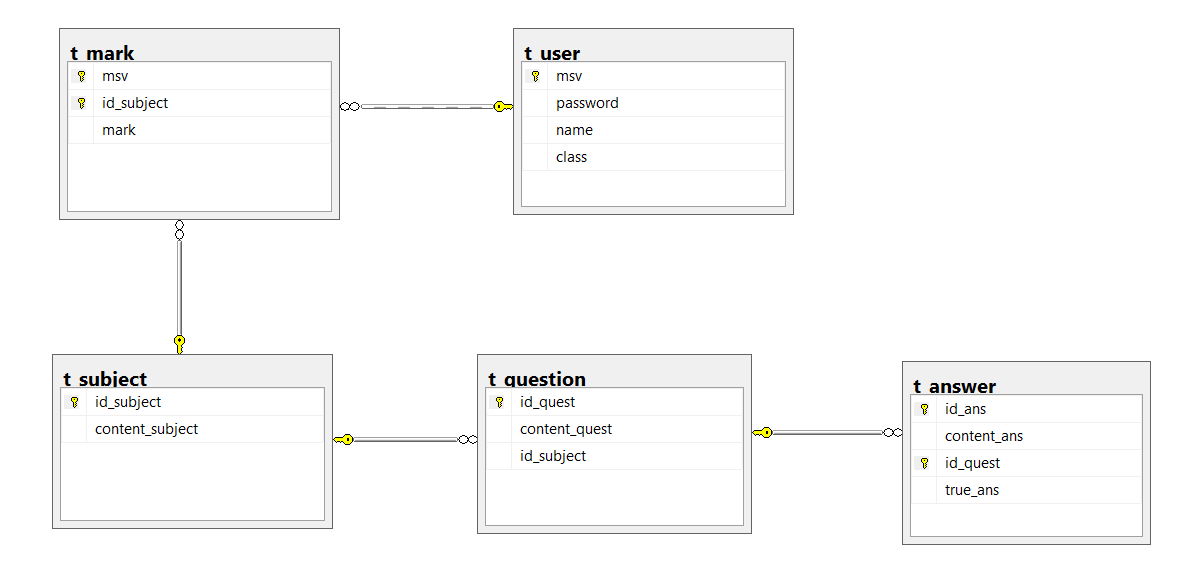 t_mark
msv
id_subject
mark
t_user
msv
password
name
class
t_subject
id_subject
content_subject
t_question
id_quest
content_quest
id_subject
t_answer
id_ans
content_ans
id_quest
true_ans